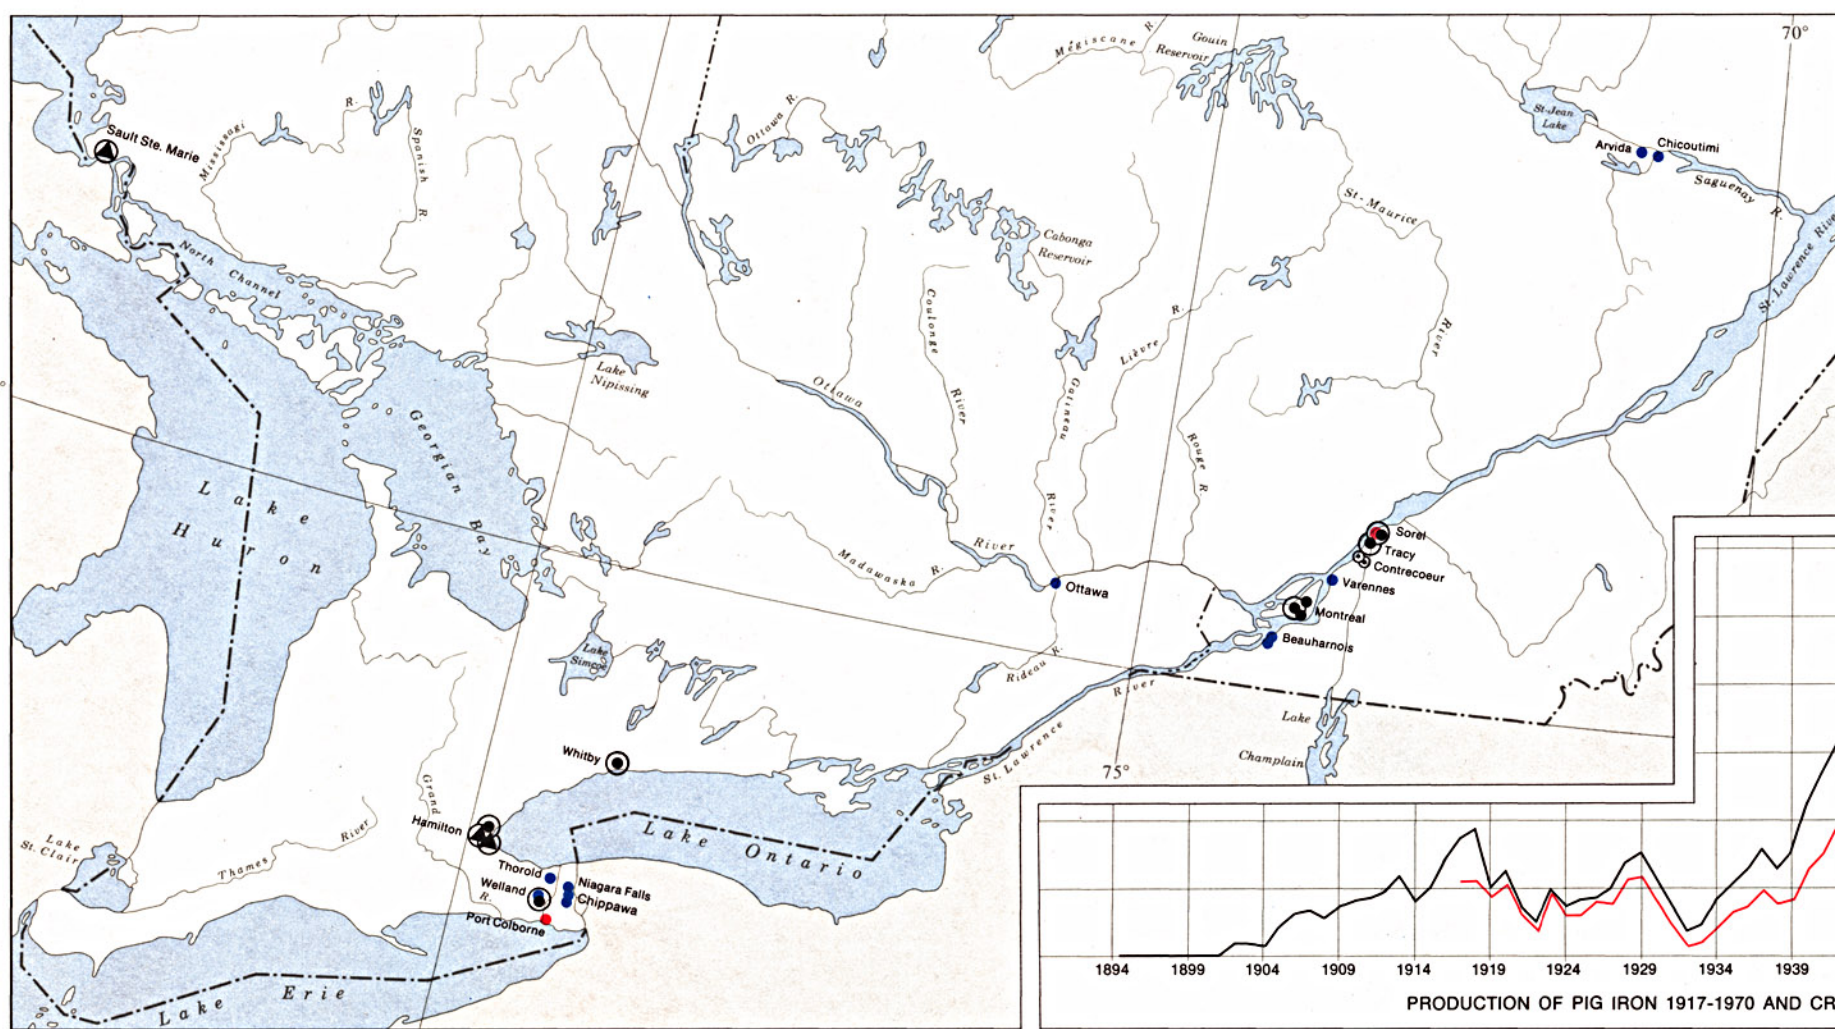 70°
Mégiscane R.
Gouin
Reservoir
St-Jean
Lake
Arvida
Chicoutimi
Saguenay R.
Sault Ste. Marie
Mississagi R.
Spanish R
Ottawa R.
St-Maurice
River
Cabonga
Reservoir
St. Lawrence River
North Channel
Coulonge
River
Lièvre R.
Gatineau
River
Rouge R
Lake
Nipissing
Ottawa
River
Georgian
Bay
Lake
Huron
Madawaska R.
Ottawa
Sorel
Tracy
Contrecoeur
Varennes
Montreal
Beauharnois
Lake
Simcoe
Rideau R.
St. Lawrence
River
Lake
Champlain
75°
Whitby
Grand
R.
Hamilton
Lake Ontario
Lake
St. Clair
Thames River
Thorold
Niagara Falls
Welland
Chippawa
Port Colborne
Lake Erie
1894 1899 1904 1909 1914 1919 1924 1929 1934 1939
PRODUCTION OF PIG IRON 1917-1970 AND CR